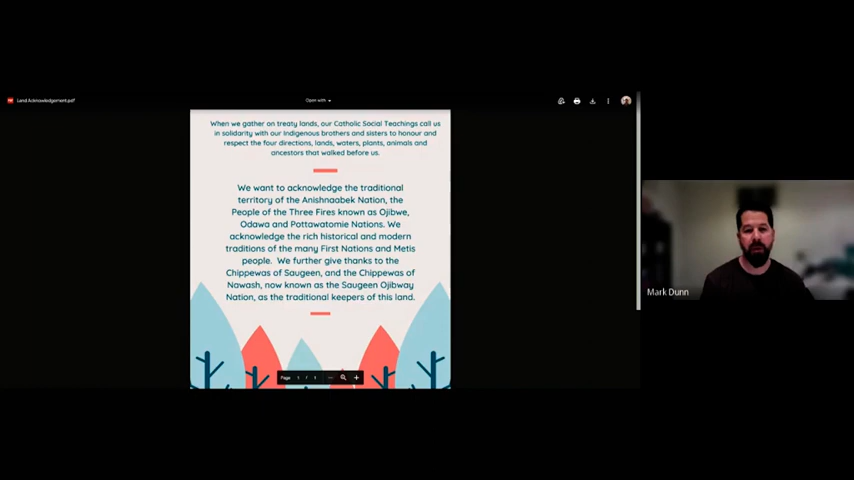 Land Acknowledgement.pdf
Open with
When we gather on treaty lands, our Catholic Social Teachings call us
in solidarity with our Indigenous brothers and sisters to honour and
respect the four directions, lands, waters, plants, animals and
ancestors that walked before us.
We want to acknowledge the traditional
territory of the Anishnaabek Nation, the
People of the Three Fires known as Ojibwe,
Odawa and Pottawatomie Nations. We
acknowledge the rich historical and modern
traditions of the many First Nations and Metis
people. We further give thanks to the
Chippewas of Saugeen, and the Chippewas of
Nawash, now known as the Saugeen Ojibway
Nation, as the traditional keepers of this land.
Mark Dunn
Page 1 / 1